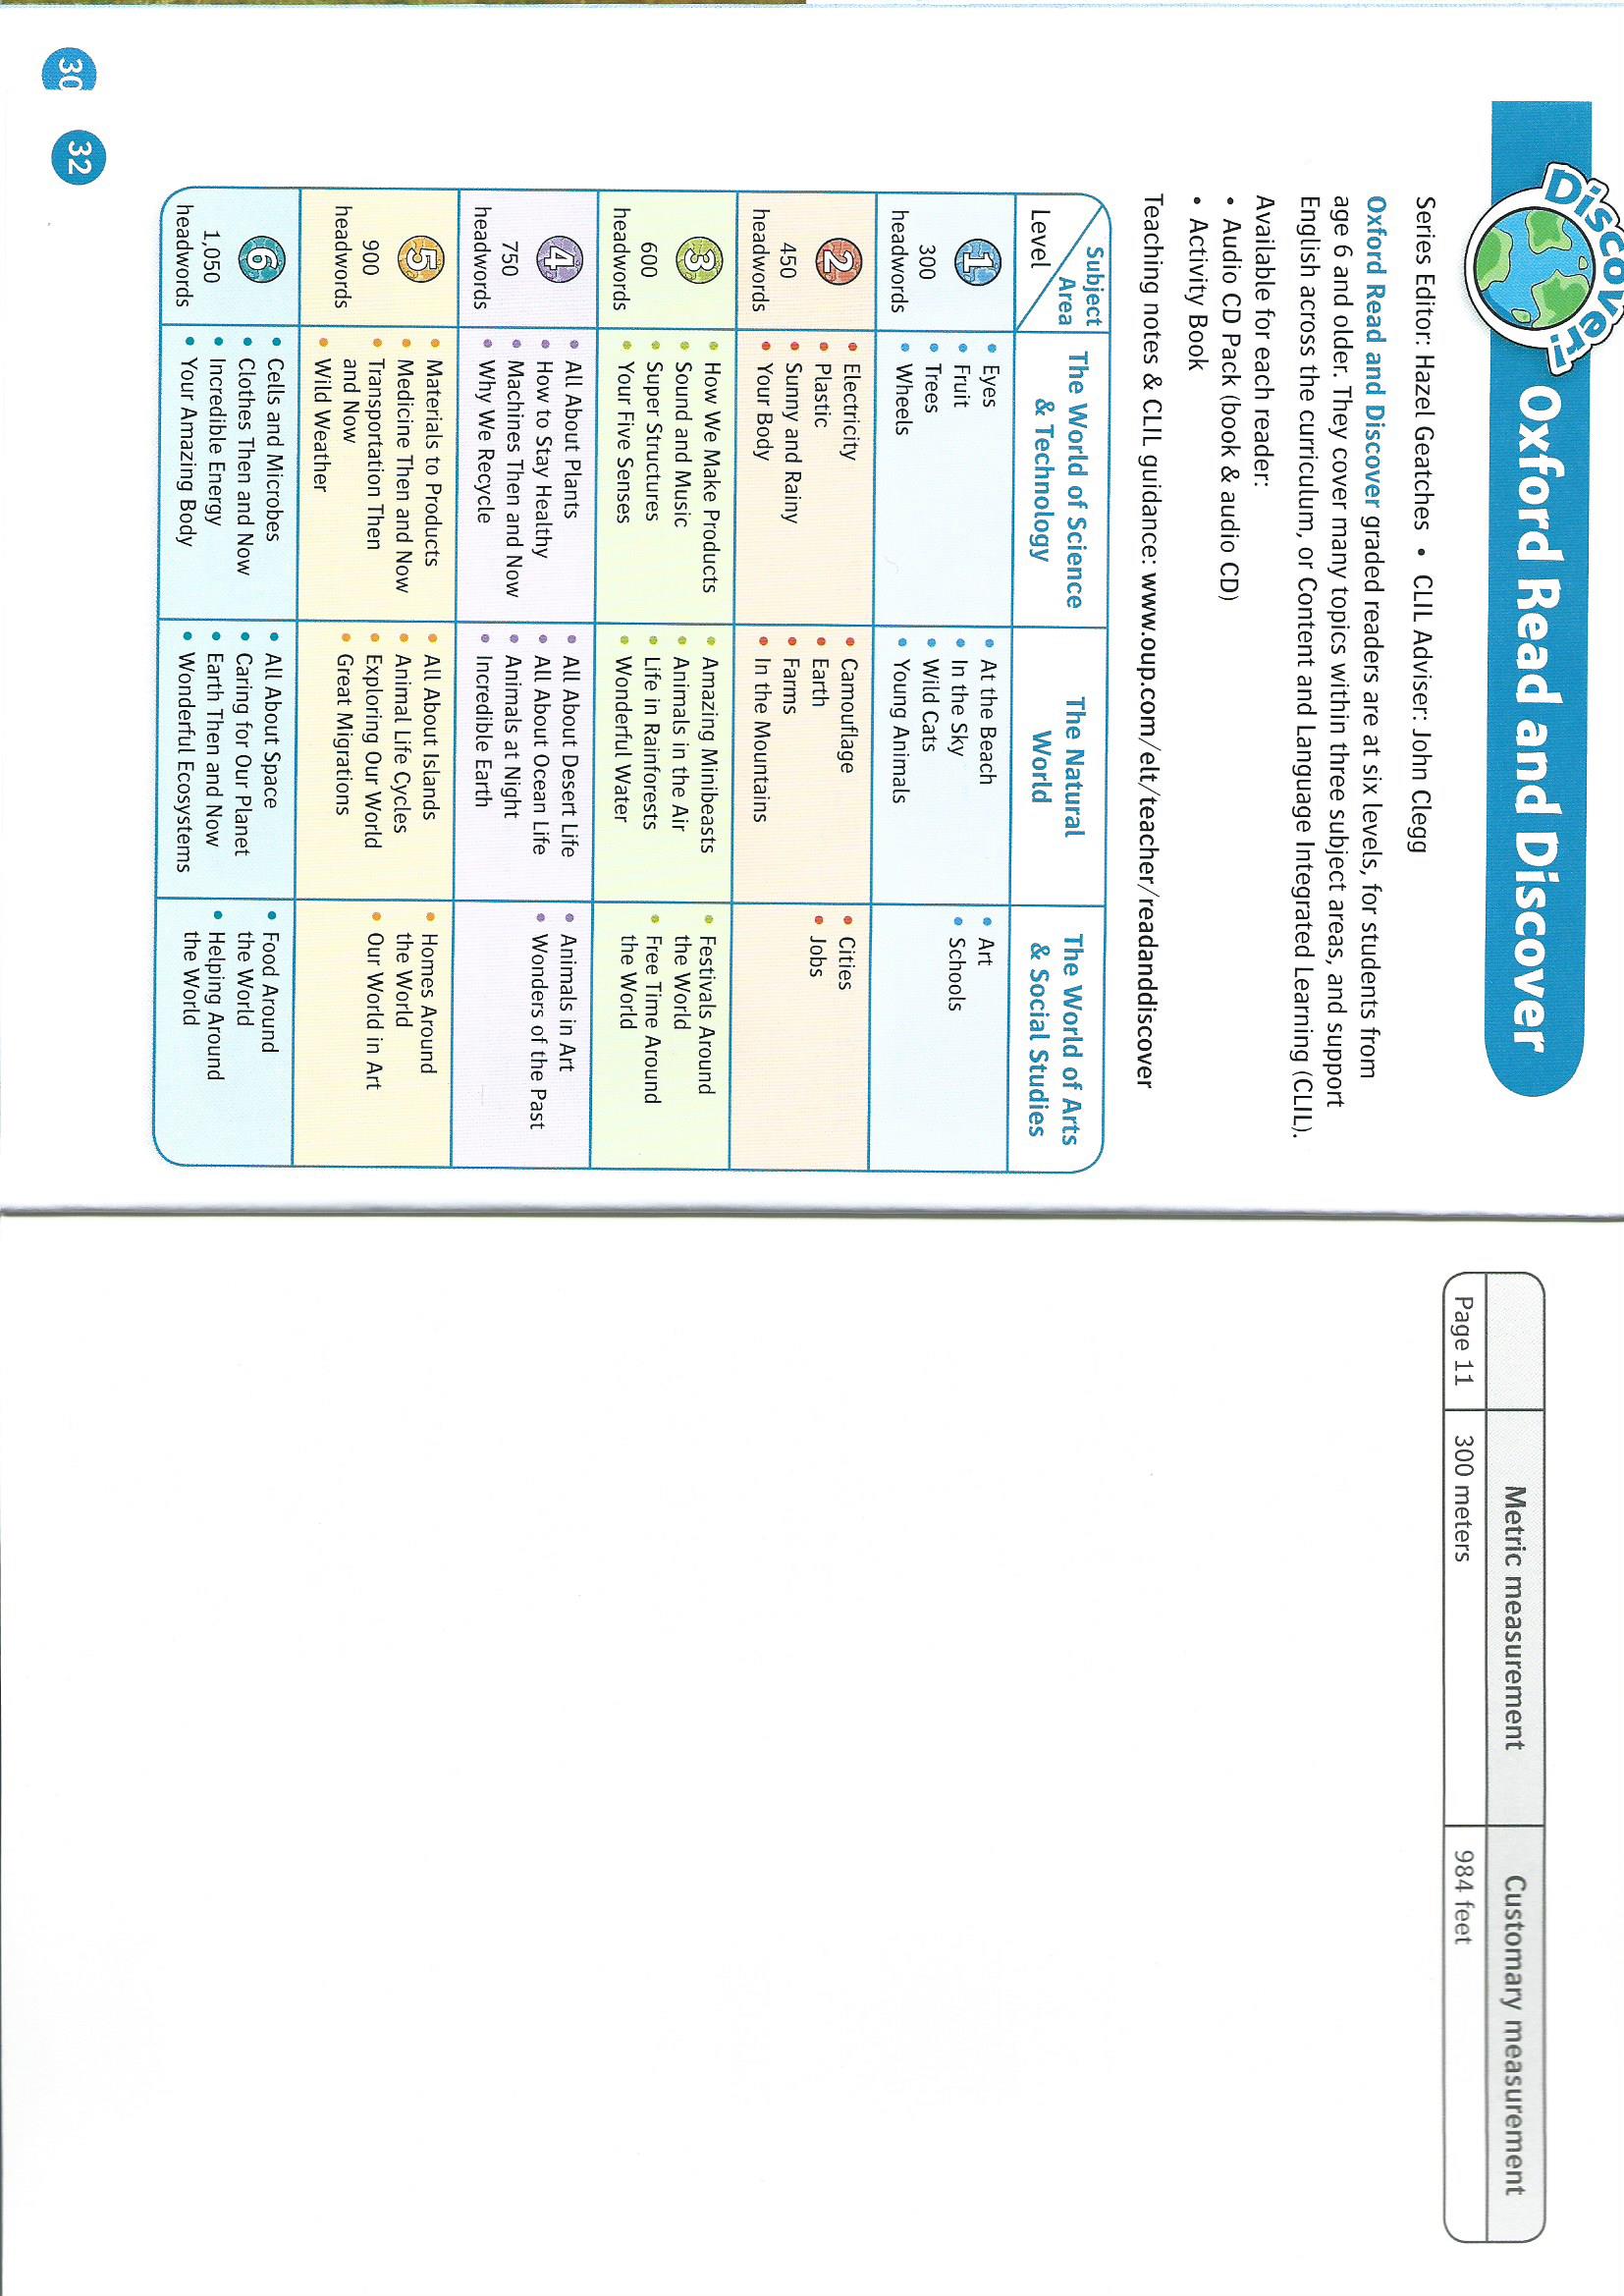 Discover!
Oxford Read and Discover
Series Editor: Hazel Geatches • CLIL Adviser: John Clegg
Oxford Read and Discover graded readers are at six levels, for students from
age 6 and older. They cover many topics within three subject areas, and support
English across the curriculum, or Content and Language Integrated Learning (CLIL).
Available for each reader:
• Audio CD Pack (book & audio CD)
• Activity Book
Teaching notes & CLIL guidance: www.oup.com/elt/teacher/readanddiscover
Subject
Area
Level
The World of Science
& Technology
The Natural
World
The World of Arts
& Social Studies
1
300
headwords
• Eyes
• Fruit
• Trees
• Wheels
• At the Beach
• In the Sky
• Wild Cats
• Young Animals
• Art
• Schools
2
450
headwords
• Electricity
• Plastic
• Sunny and Rainy
• Your Body
• Camouflage
• Earth
• Farms
• In the Mountains
• Cities
• Jobs
3
600
headwords
• How We Make Products
• Sound and Music
• Super Structures
• Your Five Senses
• Amazing Minibeasts
• Animals in the Air
• Life in Rainforests
• Wonderful Water
• Festivals Around
the World
• Free Time Around
the World
4
750
headwords
• All About Plants
• How to Stay Healthy
• Machines Then and Now
• Why We Recycle
• All About Desert Life
• All About Ocean Life
• Animals at Night
• Incredible Earth
• Animals in Art
• Wonders of the Past
5
900
headwords
• Materials to Products
• Medicine Then and Now
• Transportation Then
and Now
• Wild Weather
• All About Islands
• Animal Life Cycles
• Exploring Our World
• Great Migrations
• Homes Around
the World
• Our World in Art
6
1,050
headwords
• Cells and Microbes
• Clothes Then and Now
• Incredible Energy
• Your Amazing Body
• All About Space
• Caring for Our Planet
• Earth Then and Now
• Wonderful Ecosystems
• Food Around
the World
• Helping Around
the World
30
32
Metric measurement
Customary measurement
Page 11
300 meters
984 feet